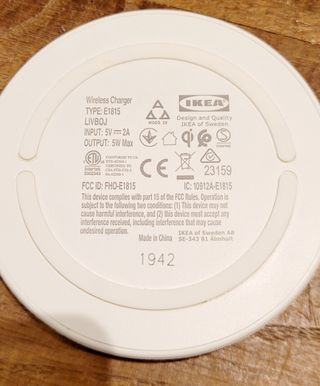 Wireless Charger
TYPE: E1815
LIVBOJ
INPUT: 5V ⎓ 2A
OUTPUT: 5W Max
IKEA
Design and Quality
IKEA of Sweden
qi
CE
23159
FCC ID: FHO-E1815
IC: 10912A-E1815
This device complies with part 15 of the FCC Rules. Operation is
subject to the following two conditions: (1) This device may not
cause harmful interference, and (2) this device must accept
interference received, including interference that may cause
undesired operation.
Made in China
IKEA of Sweden AB
SE-343 81 Älmhult
1942